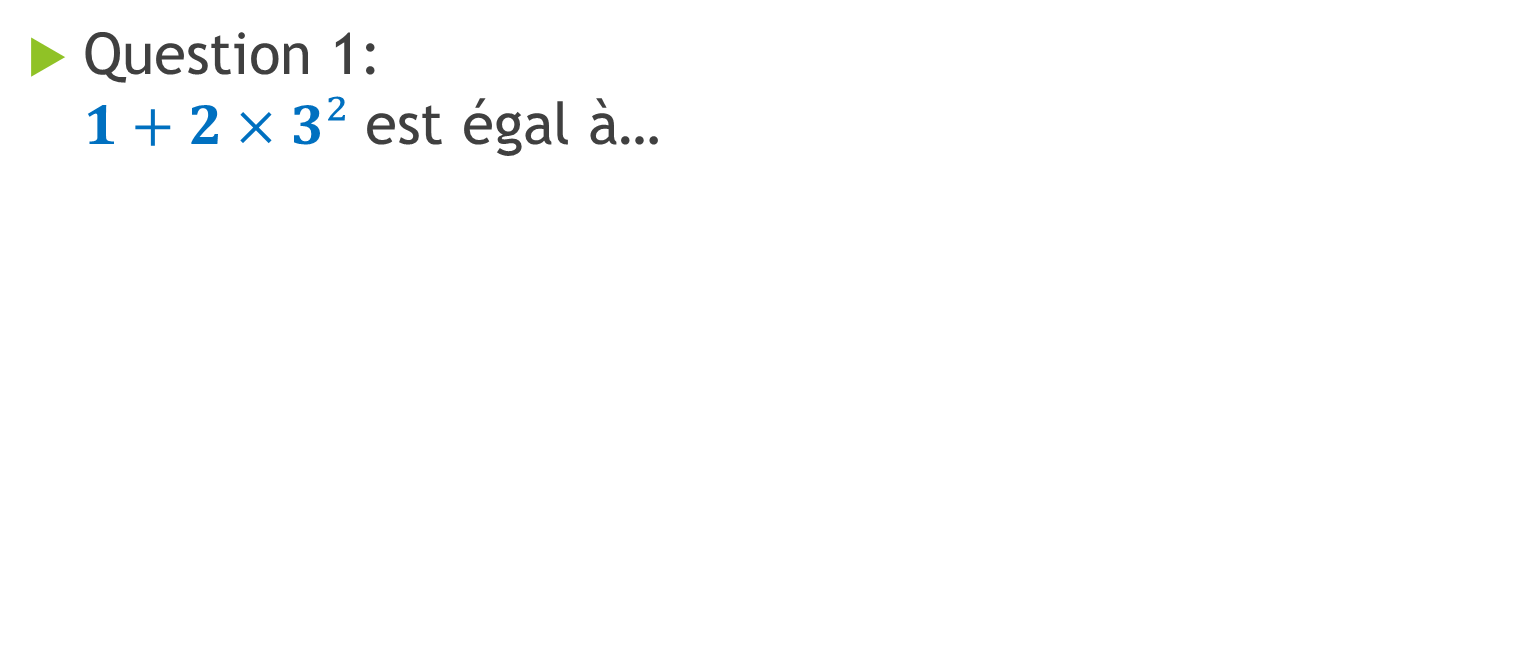 Question 1:
1 + 2 × 3² est égal à…